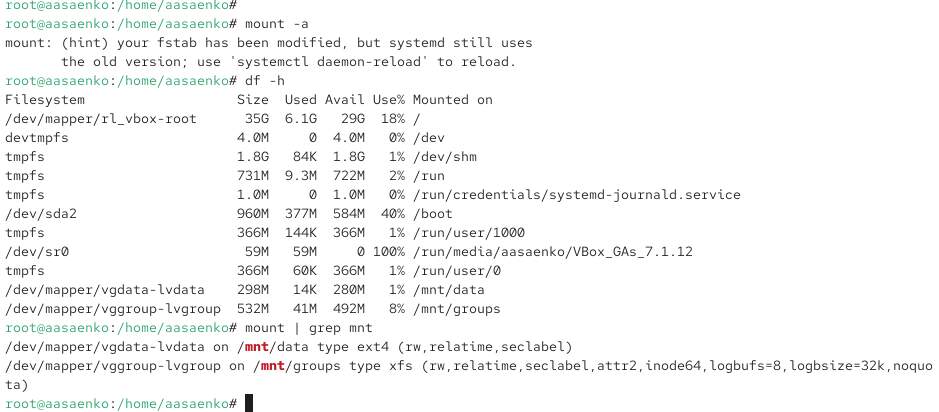 root@aasaenko:/home/aasaenko#
root@aasaenko:/home/aasaenko# mount -a
mount: (hint) your fstab has been modified, but systemd still uses
       the old version; use 'systemctl daemon-reload' to reload.
root@aasaenko:/home/aasaenko# df -h
Filesystem                   Size  Used Avail Use% Mounted on
/dev/mapper/rl_vbox-root      35G  6.1G   29G  18% /
devtmpfs                     4.0M     0  4.0M   0% /dev
tmpfs                        1.8G   84K  1.8G   1% /dev/shm
tmpfs                        731M  9.3M  722M   2% /run
tmpfs                        1.0M     0  1.0M   0% /run/credentials/systemd-journald.service
/dev/sda2                    960M  377M  584M  40% /boot
tmpfs                        366M  144K  366M   1% /run/user/1000
/dev/sr0                      59M   59M     0 100% /run/media/aasaenko/VBox_GAs_7.1.12
tmpfs                        366M   60K  366M   1% /run/user/0
/dev/mapper/vgdata-lvdata    298M   14K  280M   1% /mnt/data
/dev/mapper/vggroup-lvgroup  532M   41M  492M   8% /mnt/groups
root@aasaenko:/home/aasaenko# mount | grep mnt
/dev/mapper/vgdata-lvdata on /mnt/data type ext4 (rw,relatime,seclabel)
/dev/mapper/vggroup-lvgroup on /mnt/groups type xfs (rw,relatime,seclabel,attr2,inode64,logbufs=8,logbsize=32k,noquo
ta)
root@aasaenko:/home/aasaenko#